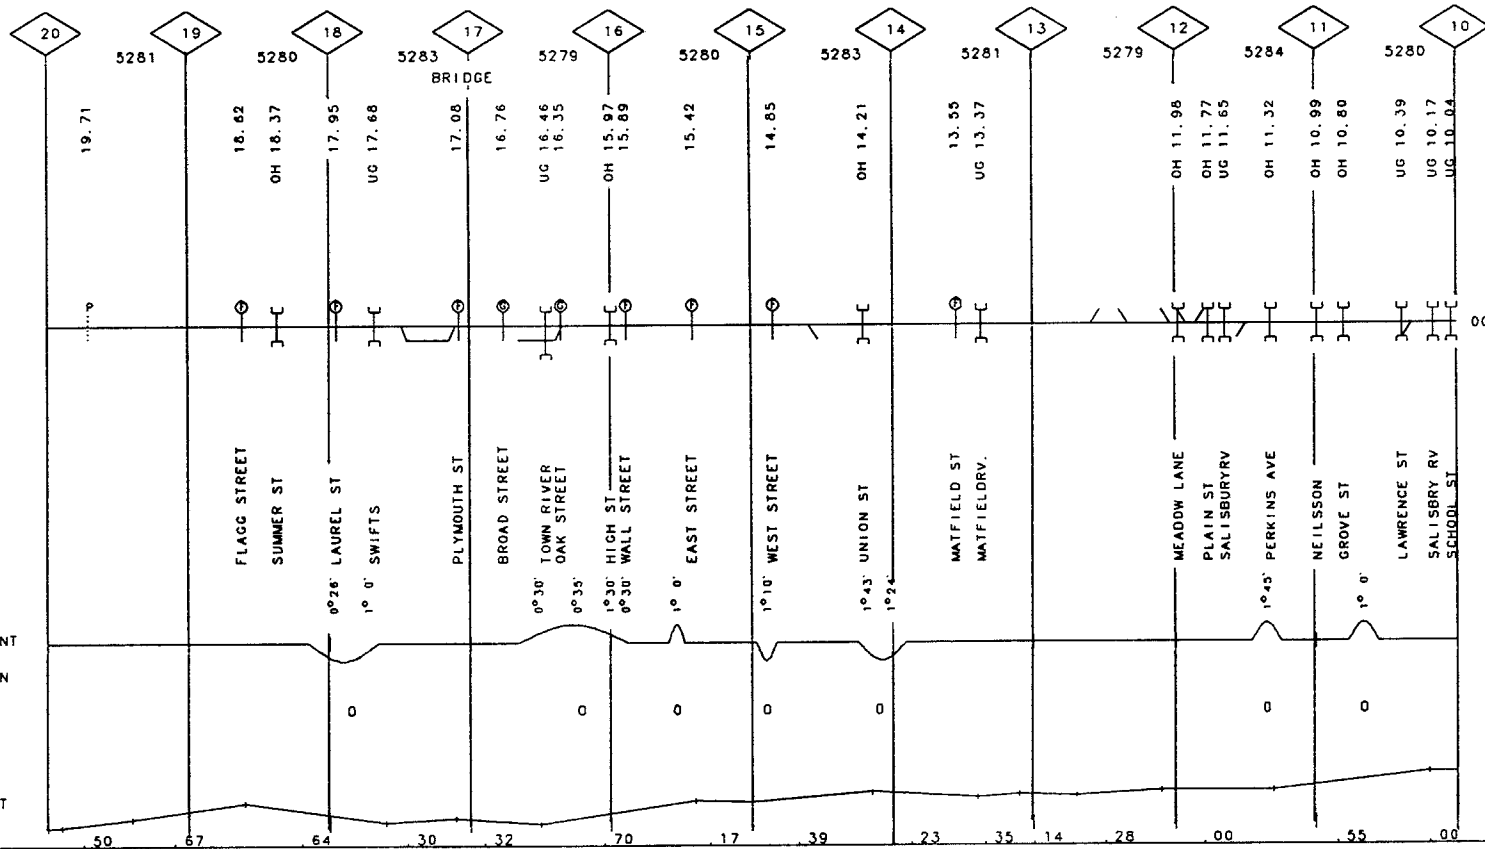 20 19 18 17 16 15 14 13 12 11 10
5281 5280 5283 5279 5280 5283 5281 5279 5284 5280
BRIDGE
19.71
18.62
OH 18.37
17.95
UG 17.68
17.08
16.76
UG 16.46
16.35
OH 15.97
15.89
15.42
14.85
OH 14.21
13.55
UG 13.37
OH 11.98
OH 11.77
UG 11.65
OH 11.32
OH 10.99
OH 10.80
UG 10.39
UG 10.17
UG 10.04
P
FLAGG STREET
SUMMER ST
0°26' LAUREL ST
1° 0' SWIFTS
PLYMOUTH ST
BROAD STREET
0°30' TOWN RIVER
OAK STREET
0°35'
1°30' HIGH ST
0°30' WALL STREET
1° 0' EAST STREET
1°10' WEST STREET
1°43' UNION ST
1°24'
MATFIELD ST
MATFIELDRV.
MEADOW LANE
PLAIN ST
SALISBURYRV
1°45' PERKINS AVE
NEILSSON
GROVE ST
1° 0'
LAWRENCE ST
SALISBRY RV
SCHOOL ST
NT
N
0 0 0 0 0 0 0
T
.50 .67 .64 .30 .32 .70 .17 .39 .23 .35 .14 .28 .00 .55 .00